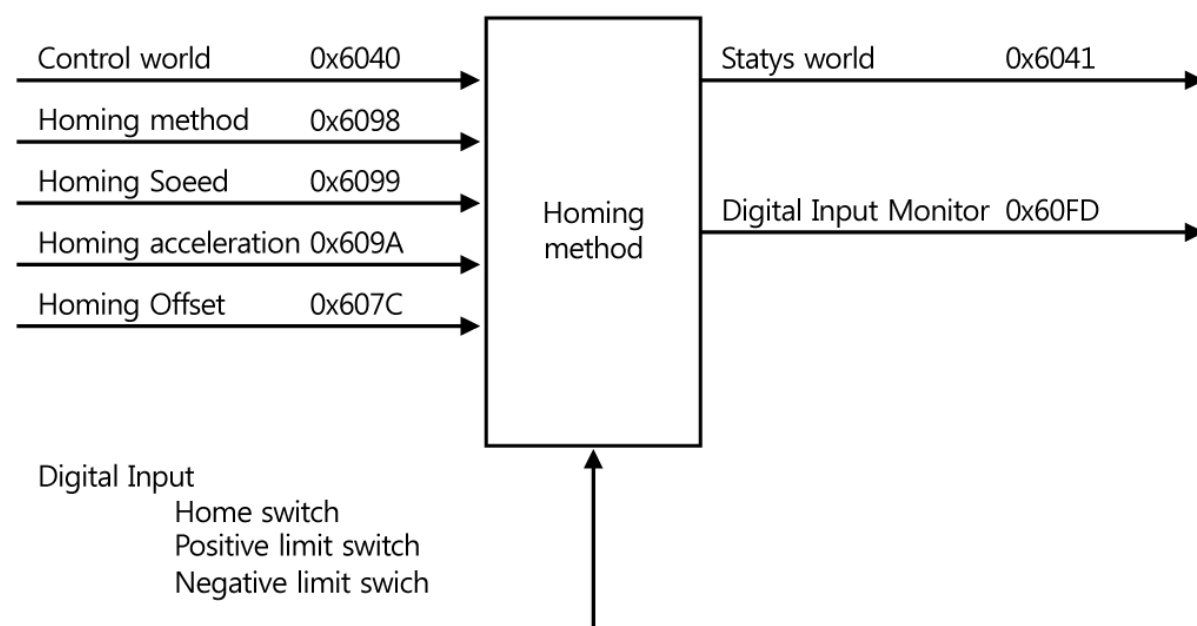 Control world 0x6040
Homing method 0x6098
Homing Soeed 0x6099
Homing acceleration 0x609A
Homing Offset 0x607C
Homing
method
Statys world 0x6041
Digital Input Monitor 0x60FD
Digital Input
Home switch
Positive limit switch
Negative limit swich